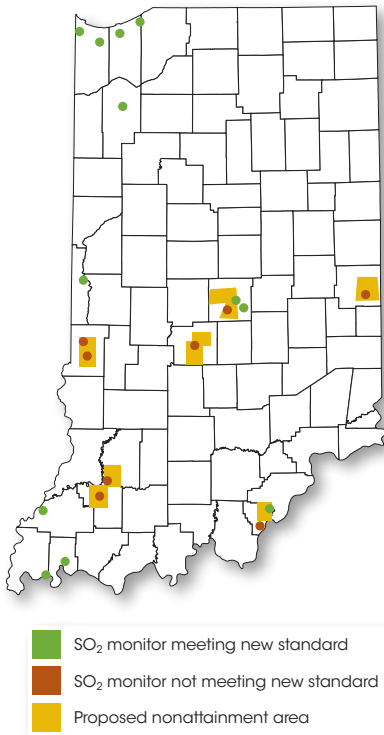 SO₂ monitor meeting new standard
SO₂ monitor not meeting new standard
Proposed nonattainment area